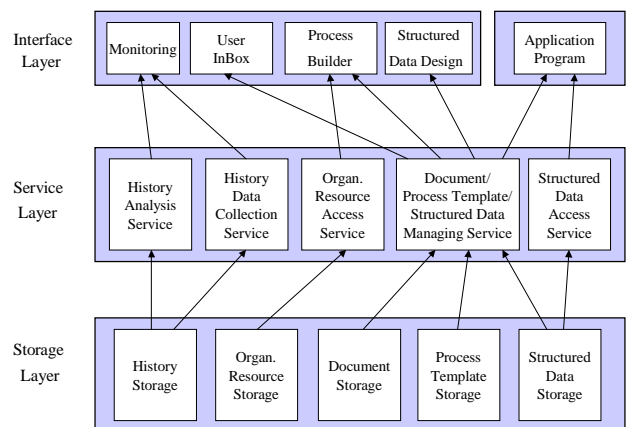 Interface
Layer
Monitoring
User
InBox
Process
Builder
Structured
Data Design
Application
Program
Service
Layer
History
Analysis
Service
History
Data
Collection
Service
Organ.
Resource
Access
Service
Document/
Process Template/
Structured Data
Managing Service
Structured
Data
Access
Service
Storage
Layer
History
Storage
Organ.
Resource Storage
Document
Storage
Process
Template
Storage
Structured
Data
Storage